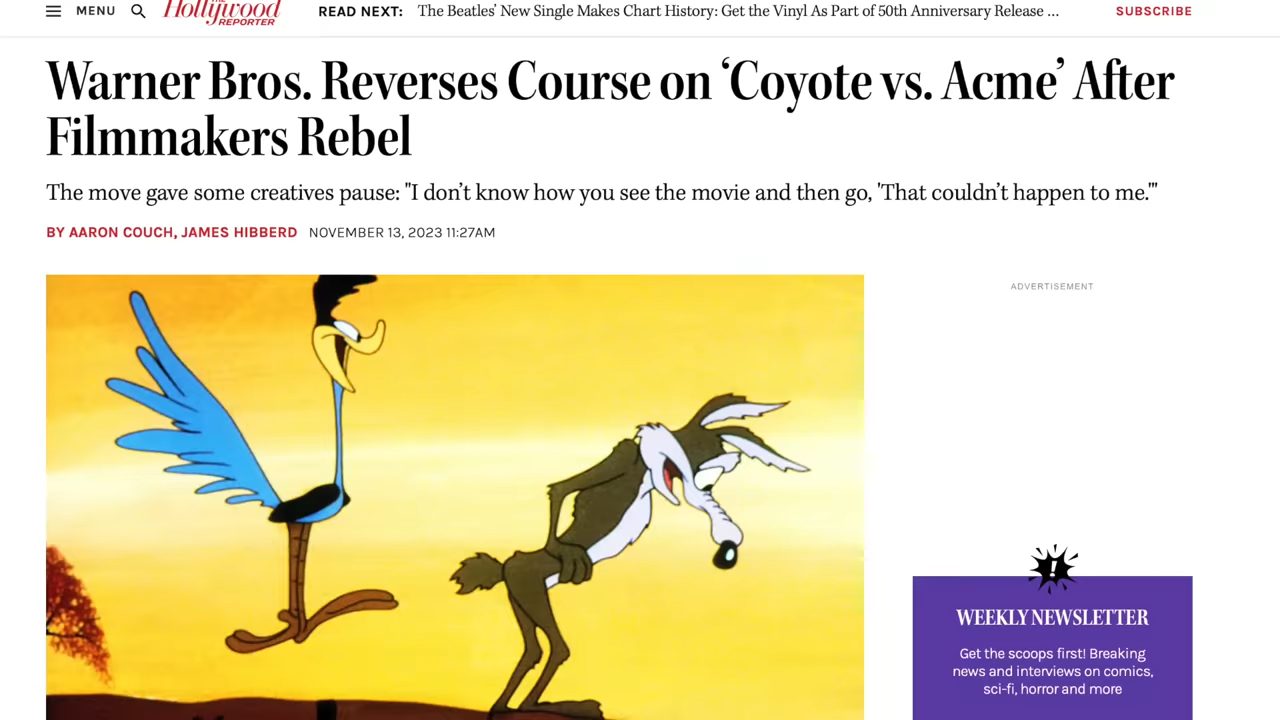 MENU
The Hollywood REPORTER
READ NEXT: The Beatles' New Single Makes Chart History: Get the Vinyl As Part of 50th Anniversary Release ...
SUBSCRIBE
Warner Bros. Reverses Course on ‘Coyote vs. Acme’ After
Filmmakers Rebel
The move gave some creatives pause: "I don’t know how you see the movie and then go, 'That couldn’t happen to me.'"
BY AARON COUCH, JAMES HIBBERD NOVEMBER 13, 2023 11:27AM
ADVERTISEMENT
!
WEEKLY NEWSLETTER
Get the scoops first! Breaking
news and interviews on comics,
sci-fi, horror and more